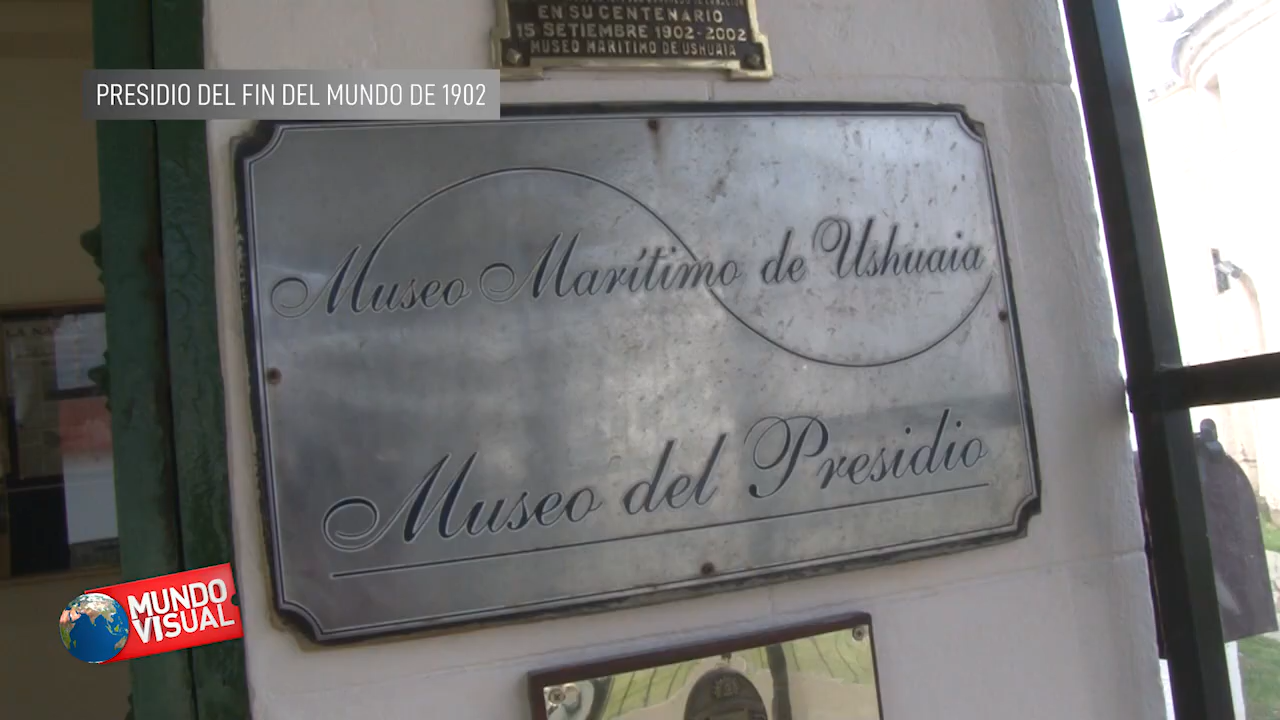 EN SU CENTENARIO
15 SETIEMBRE 1902-2002
MUSEO MARITIMO DE USHUAIA
PRESIDIO DEL FIN DEL MUNDO DE 1902
Museo Marítimo de Ushuaia
Museo del Presidio
MUNDO
VISUAL